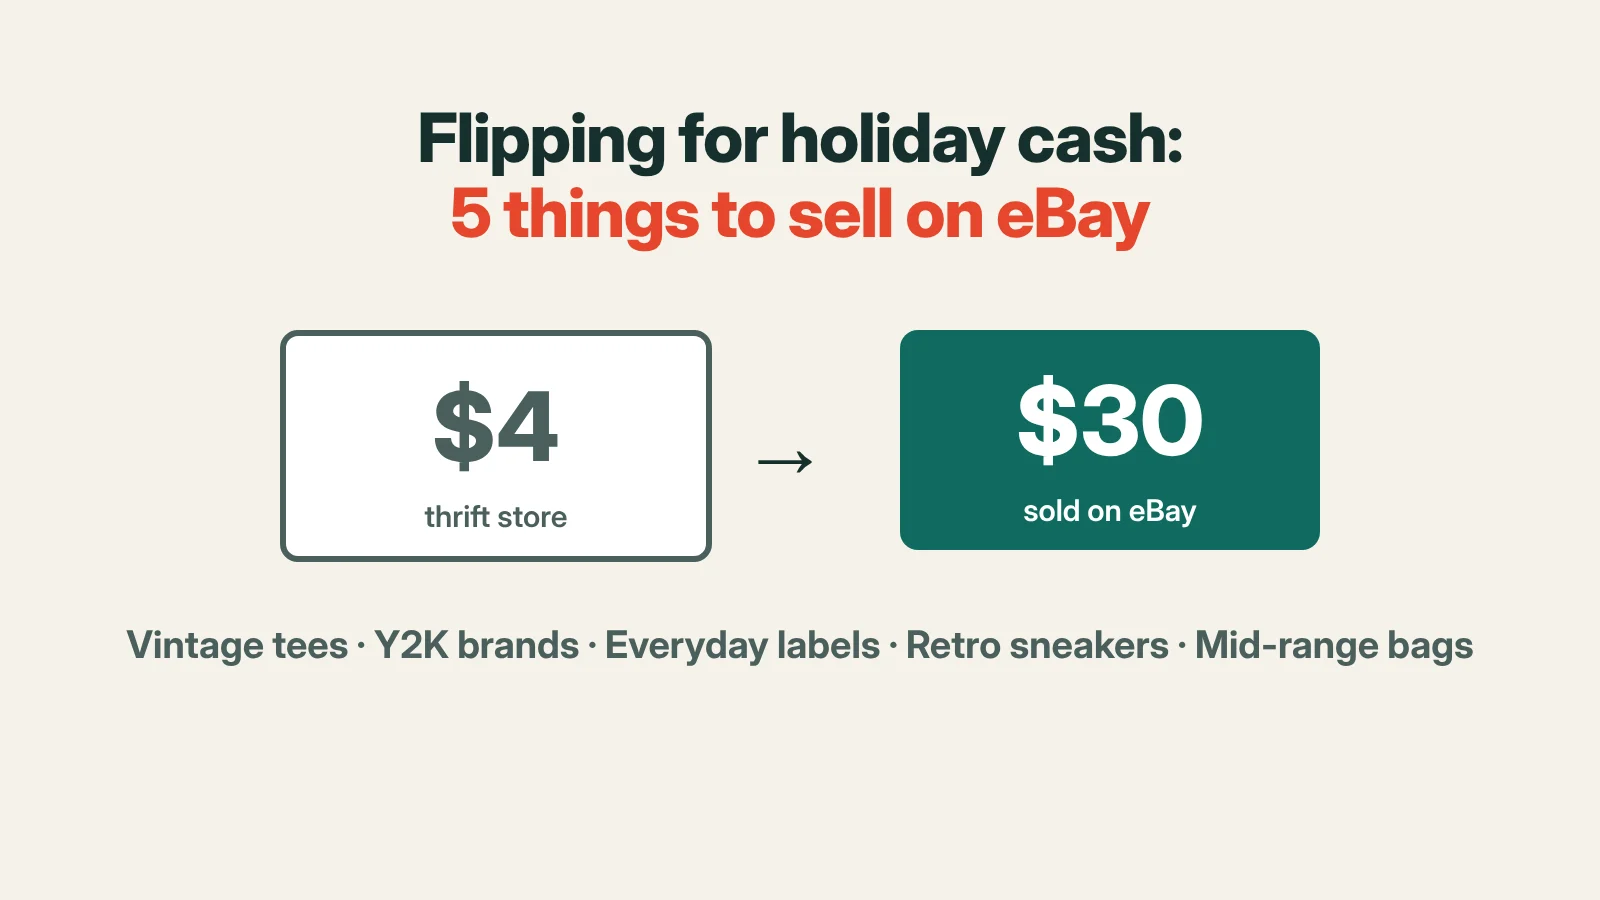 Flipping for holiday cash:
5 things to sell on eBay
$4
thrift store
→
$30
sold on eBay
Vintage tees · Y2K brands · Everyday labels · Retro sneakers · Mid-range bags